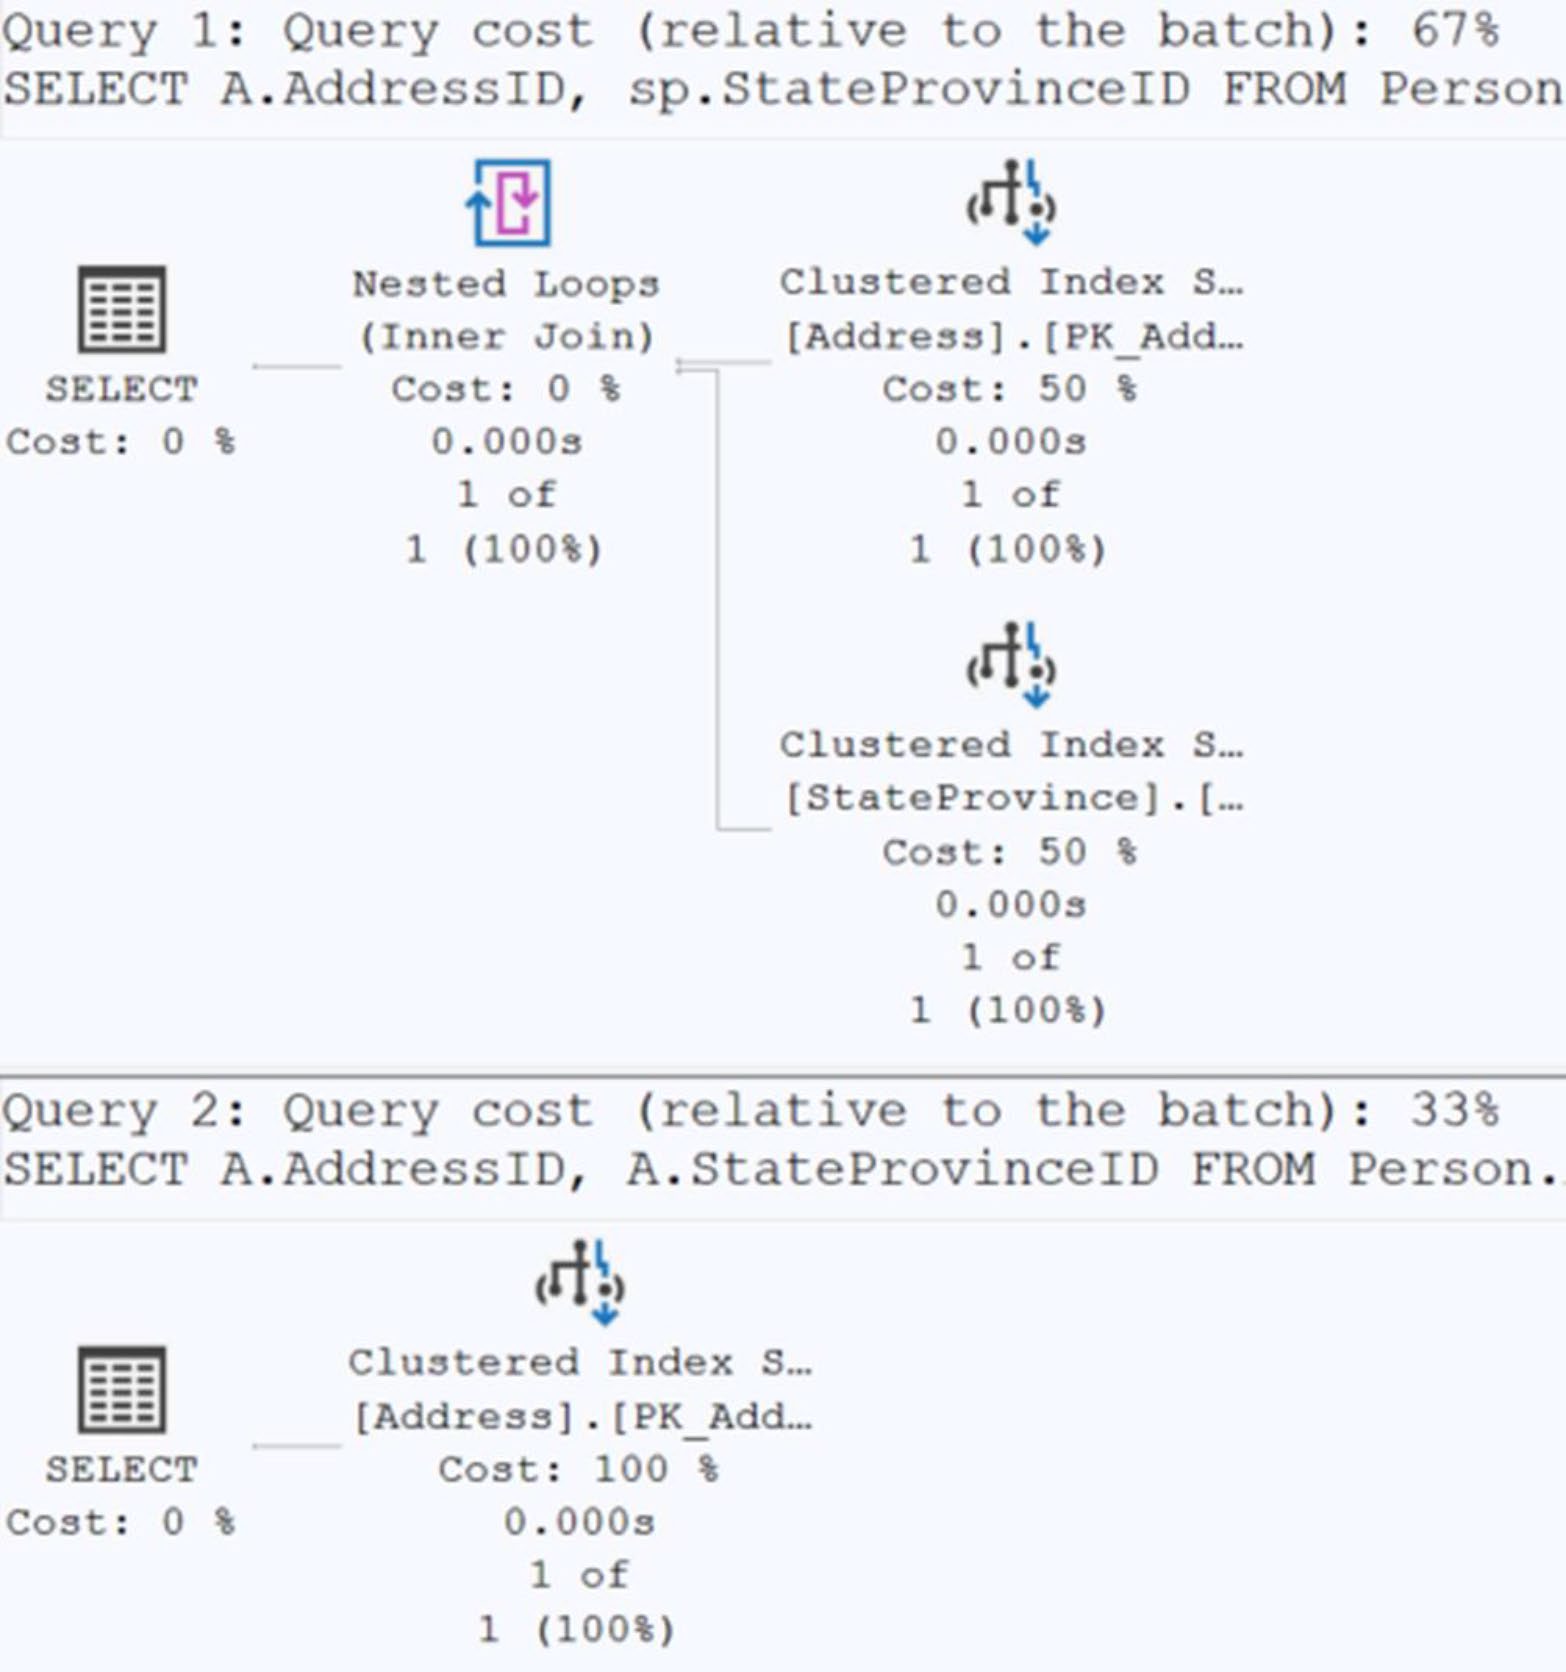 Query 1: Query cost (relative to the batch): 67%
SELECT A.AddressID, sp.StateProvinceID FROM Person
Nested Loops
(Inner Join)
Cost: 0 %
0.000s
1 of
1 (100%)
Clustered Index S...
[Address].[PK_Add...
Cost: 50 %
0.000s
1 of
1 (100%)
SELECT
Cost: 0 %
Clustered Index S...
[StateProvince].[...
Cost: 50 %
0.000s
1 of
1 (100%)
Query 2: Query cost (relative to the batch): 33%
SELECT A.AddressID, A.StateProvinceID FROM Person.
Clustered Index S...
[Address].[PK_Add...
Cost: 100 %
0.000s
1 of
1 (100%)
SELECT
Cost: 0 %